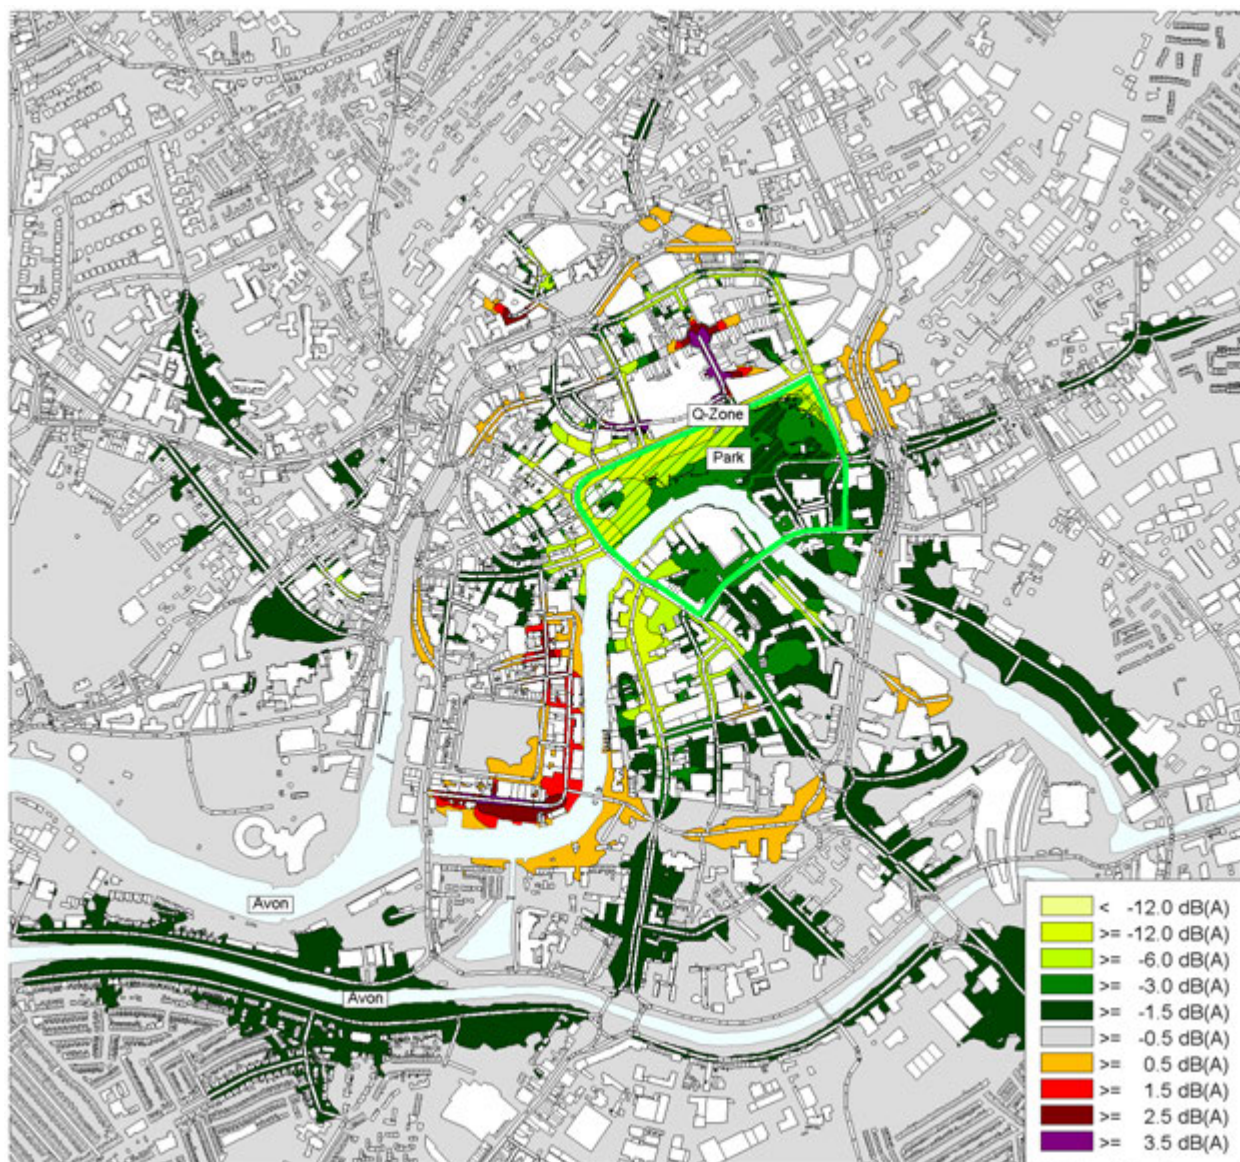 Q-Zone
Park
Avon
Avon
< -12.0 dB(A)
>= -12.0 dB(A)
>= -6.0 dB(A)
>= -3.0 dB(A)
>= -1.5 dB(A)
>= -0.5 dB(A)
>= 0.5 dB(A)
>= 1.5 dB(A)
>= 2.5 dB(A)
>= 3.5 dB(A)